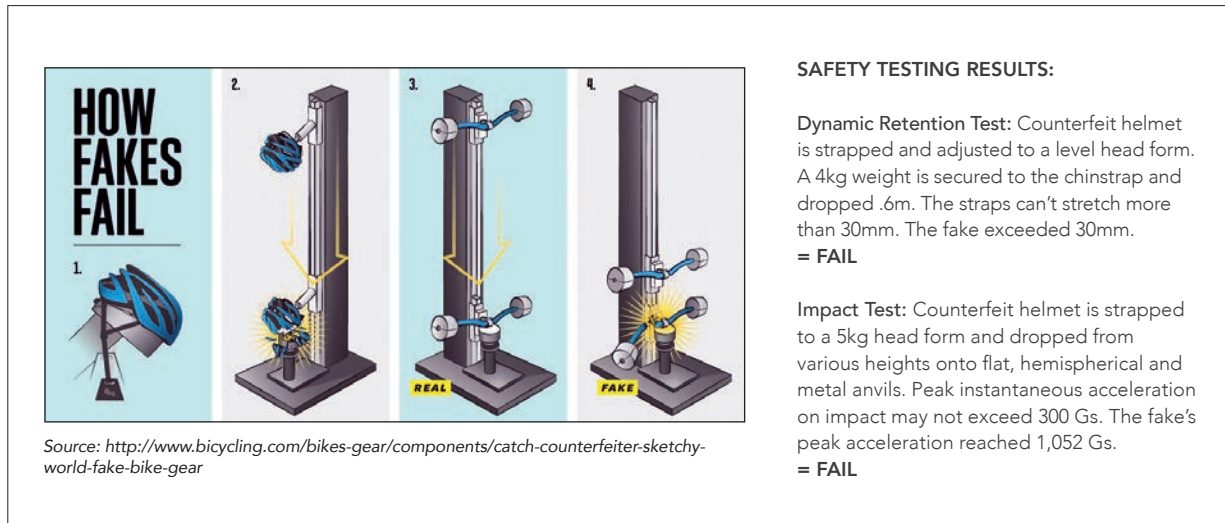 HOW
FAKES
FAIL
1.
2.
3.
REAL
4.
FAKE
Source: http://www.bicycling.com/bikes-gear/components/catch-counterfeiter-sketchy-
world-fake-bike-gear
SAFETY TESTING RESULTS:
Dynamic Retention Test: Counterfeit helmet
is strapped and adjusted to a level head form.
A 4kg weight is secured to the chinstrap and
dropped .6m. The straps can’t stretch more
than 30mm. The fake exceeded 30mm.
= FAIL
Impact Test: Counterfeit helmet is strapped
to a 5kg head form and dropped from
various heights onto flat, hemispherical and
metal anvils. Peak instantaneous acceleration
on impact may not exceed 300 Gs. The fake’s
peak acceleration reached 1,052 Gs.
= FAIL